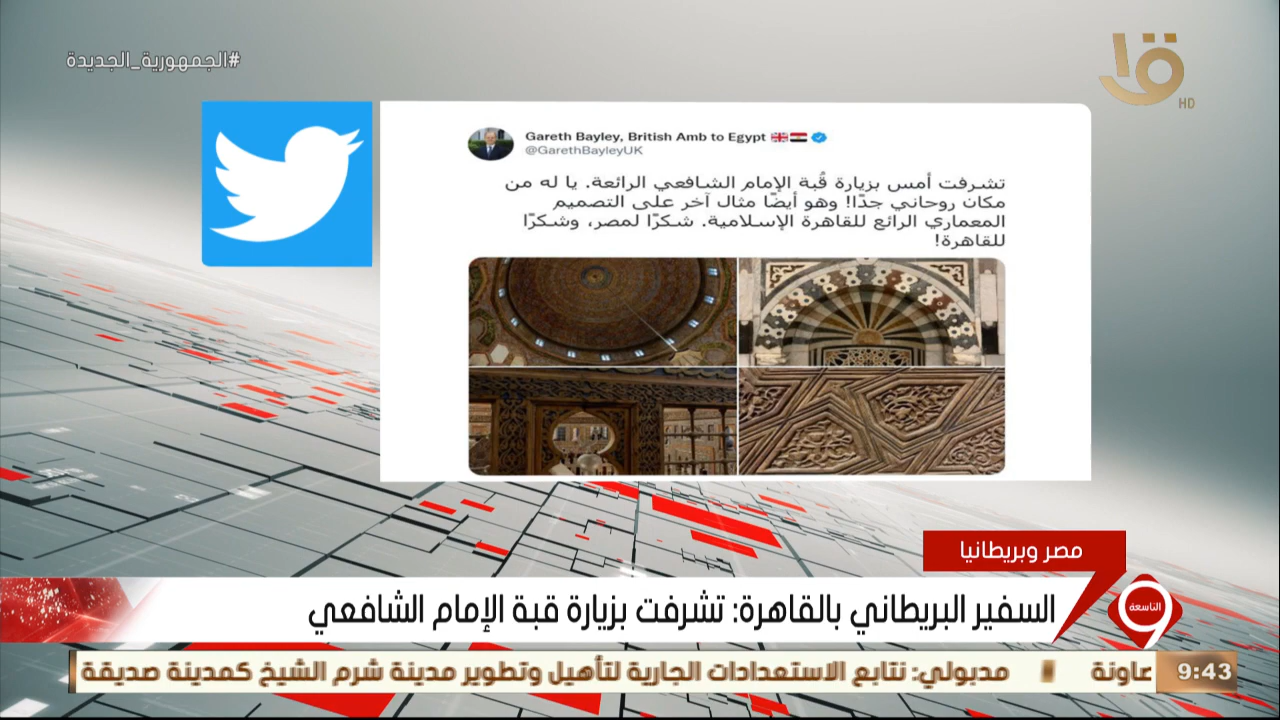 #الجمهورية_الجديدة
HD
Gareth Bayley, British Amb to Egypt
@GarethBayleyUK
تشرفت أمس بزيارة قُبة الإمام الشافعي الرائعة. يا له من
مكان روحاني جدًا! وهو أيضًا مثال آخر على التصميم
المعماري الرائع للقاهرة الإسلامية. شكرًا لمصر، وشكرًا
للقاهرة!
مصر وبريطانيا
التاسعة
السفير البريطاني بالقاهرة: تشرفت بزيارة قبة الإمام الشافعي
9:43
عاونة
مدبولي: نتابع الاستعدادات الجارية لتأهيل وتطوير مدينة شرم الشيخ كمدينة صديقة